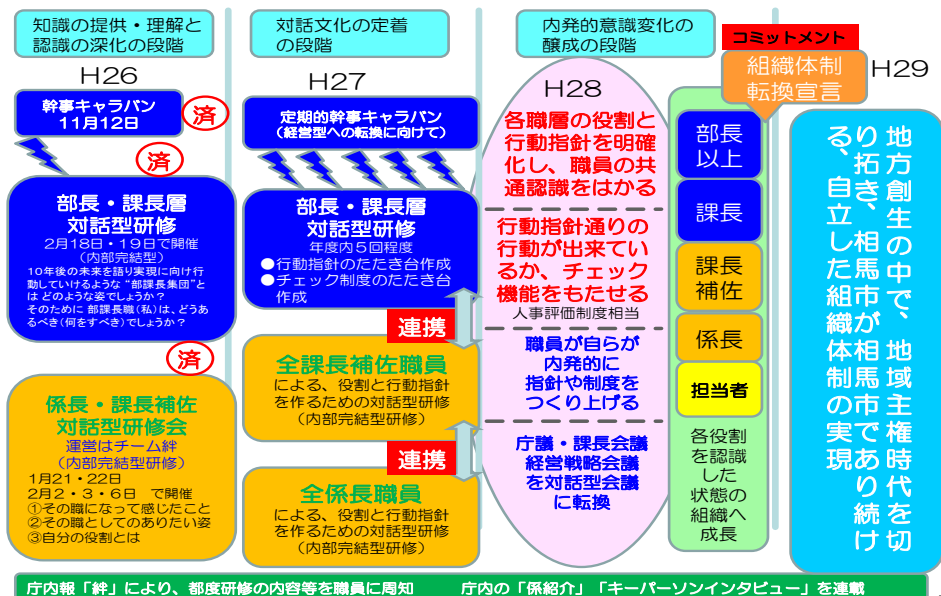 知識の提供・理解と
認識の深化の段階
H26
幹事キャラバン
11月12日
済
済
部長・課長層
対話型研修
2月18日・19日で開催
(内部完結型)
10年後の未来を語り実現に向け行
動していけるような “部課長集団”と
は どのような姿でしょうか?
そのために 部課長職(私)は、どうあ
るべき(何をすべき)でしょうか?
済
係長・課長補佐
対話型研修会
運営はチーム絆
(内部完結型研修)
1月21・22日
2月2・3・6日 で開催
①その職になって感じたこと
②その職としてのありたい姿
③自分の役割とは
対話文化の定着
の段階
H27
定期的幹事キャラバン
(経営型への転換に向けて)
部長・課長層
対話型研修
年度内5回程度
●行動指針のたたき台作成
●チェック制度のたたき台
作成
連携
全課長補佐職員
による、役割と行動指針
を作るための対話型研修
(内部完結型研修)
連携
全係長職員
による、役割と行動指針
を作るための対話型研修
(内部完結型研修)
内発的意識変化の
醸成の段階
H28
各職層の役割と
行動指針を明確
化し、職員の共
通認識をはかる
行動指針通りの
行動が出来てい
るか、チェック
機能をもたせる
人事評価制度相当
職員が自らが
内発的に
指針や制度を
つくり上げる
庁議・課長会議
経営戦略会議
を対話型会議
に転換
コミットメント
組織体制
転換宣言
部長
以上
課長
課長
補佐
係長
担当者
各役割
を認識
した
状態の
組織へ
成長
H29
地方創生の中で、地域主権時代を切
り拓き、相馬市が相馬市であり続け
る、自立した組織体制の実現
庁内報「絆」により、都度研修の内容等を職員に周知 庁内の「係紹介」「キーパーソンインタビュー」を連載